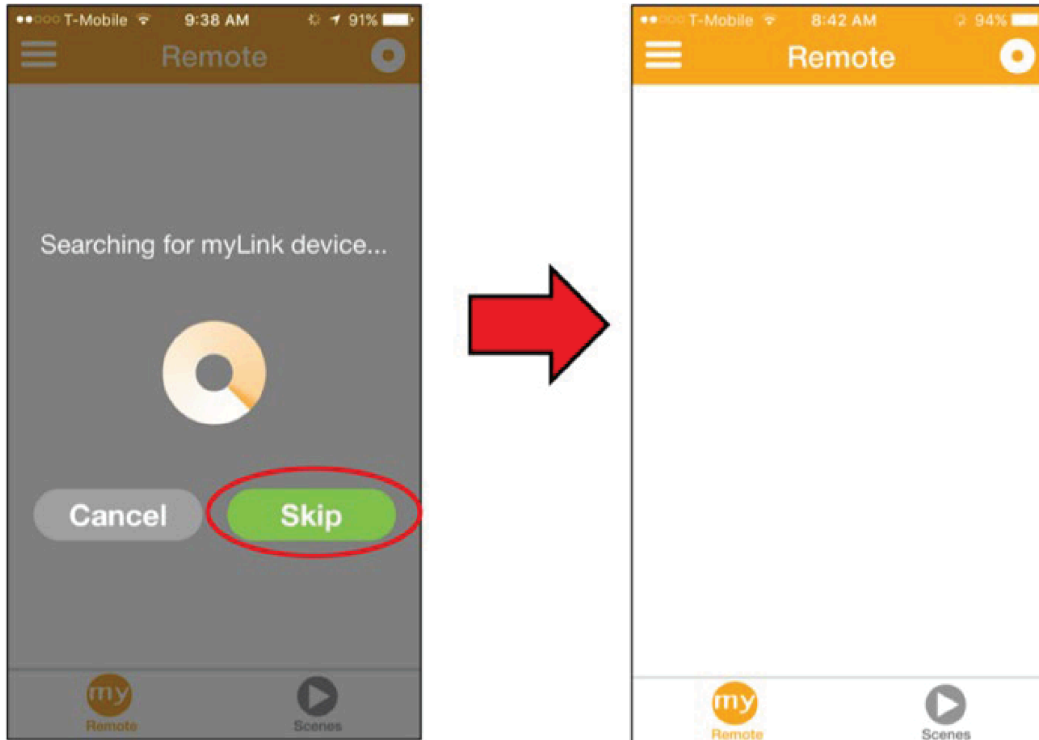 T-Mobile 9:38 AM 91%
Remote
Searching for myLink device...
Cancel Skip
my
Remote
Scenes
T-Mobile 8:42 AM 94%
Remote
my
Remote
Scenes